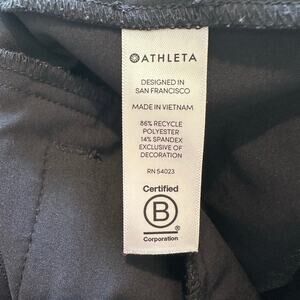 ATHLETA
DESIGNED IN
SAN FRANCISCO
MADE IN VIETNAM
86% RECYCLE
POLYESTER
14% SPANDEX
EXCLUSIVE OF
DECORATION
RN 54023
Certified
B
®
Corporation